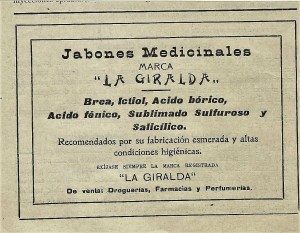 Jabones Medicinales
MARCA
"LA GIRALDA"
Brea, Ictiol, Acido bórico,
Acido fénico, Sublimado Sulfuroso y
Salicílico.
Recomendados por su fabricación esmerada y altas
condiciones higiénicas.
EXÍJASE SIEMPRE LA MARCA REGISTRADA
"LA GIRALDA"
De venta: Droguerías, Farmacias y Perfumerías.